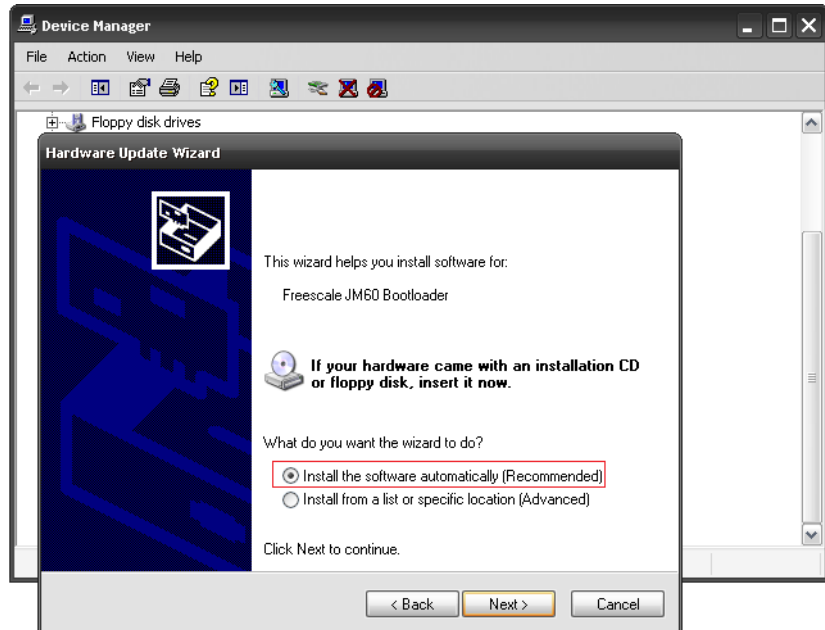 Device Manager
File Action View Help
Floppy disk drives
Hardware Update Wizard
This wizard helps you install software for:
Freescale JM60 Bootloader
If your hardware came with an installation CD
or floppy disk, insert it now.
What do you want the wizard to do?
Install the software automatically (Recommended)
Install from a list or specific location (Advanced)
Click Next to continue.
< Back Next > Cancel